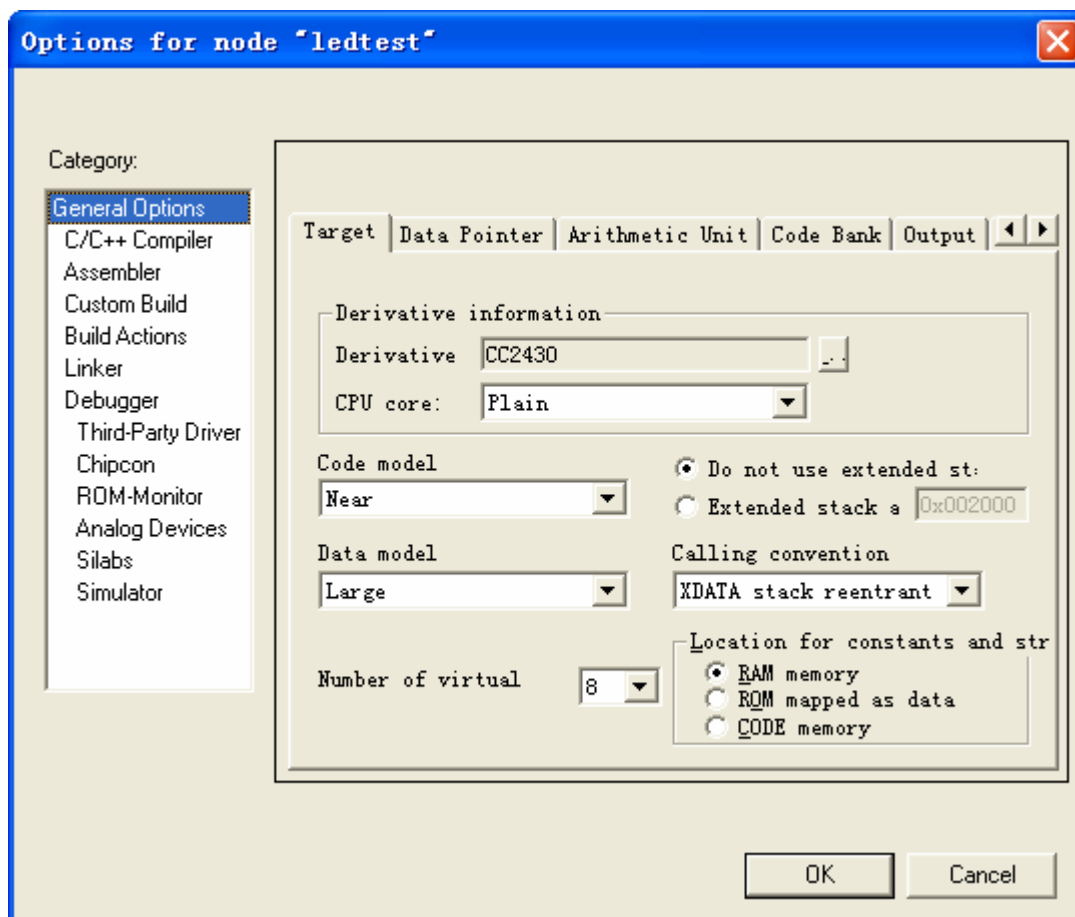 Options for node "ledtest"
Category:
General Options
C/C++ Compiler
Assembler
Custom Build
Build Actions
Linker
Debugger
Third-Party Driver
Chipcon
ROM-Monitor
Analog Devices
Silabs
Simulator
Target Data Pointer Arithmetic Unit Code Bank Output
Derivative information
Derivative CC2430 ...
CPU core: Plain
Code model
Near
Do not use extended st
Extended stack a 0x002000
Data model
Large
Calling convention
XDATA stack reentrant
Number of virtual 8
Location for constants and str
RAM memory
ROM mapped as data
CODE memory
OK Cancel